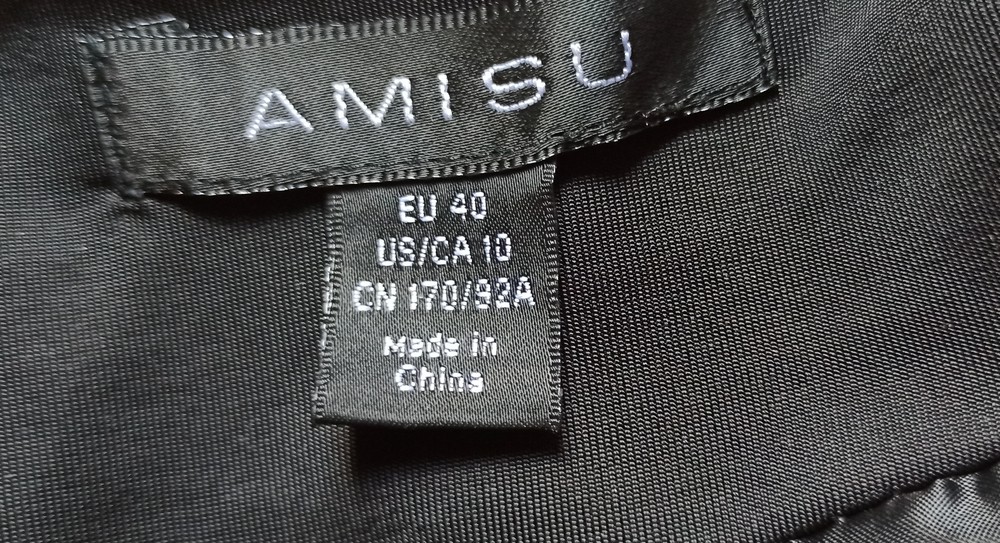 AMISU
EU 40
US/CA 10
CN 170/92A
Made in
China